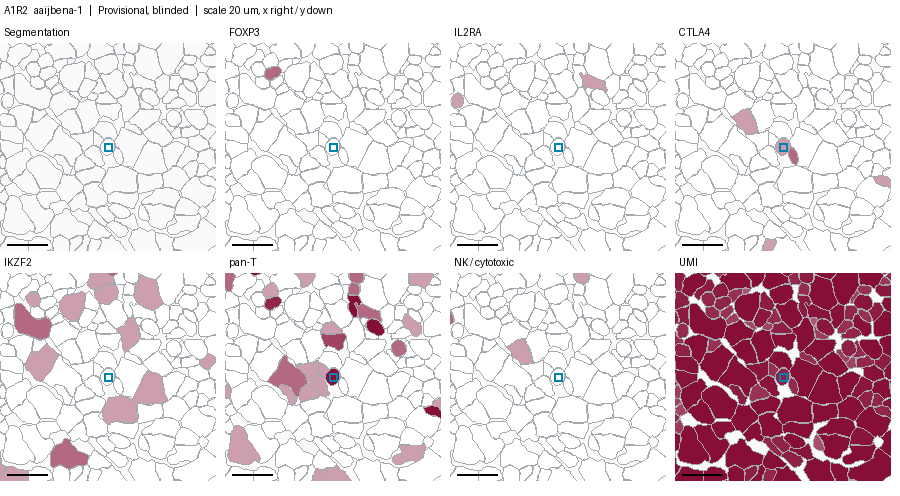 A1R2 aaijbena-1 | Provisional, blinded | scale 20 um, x right / y down
Segmentation FOXP3 IL2RA CTLA4
IKZF2 pan-T NK / cytotoxic UMI